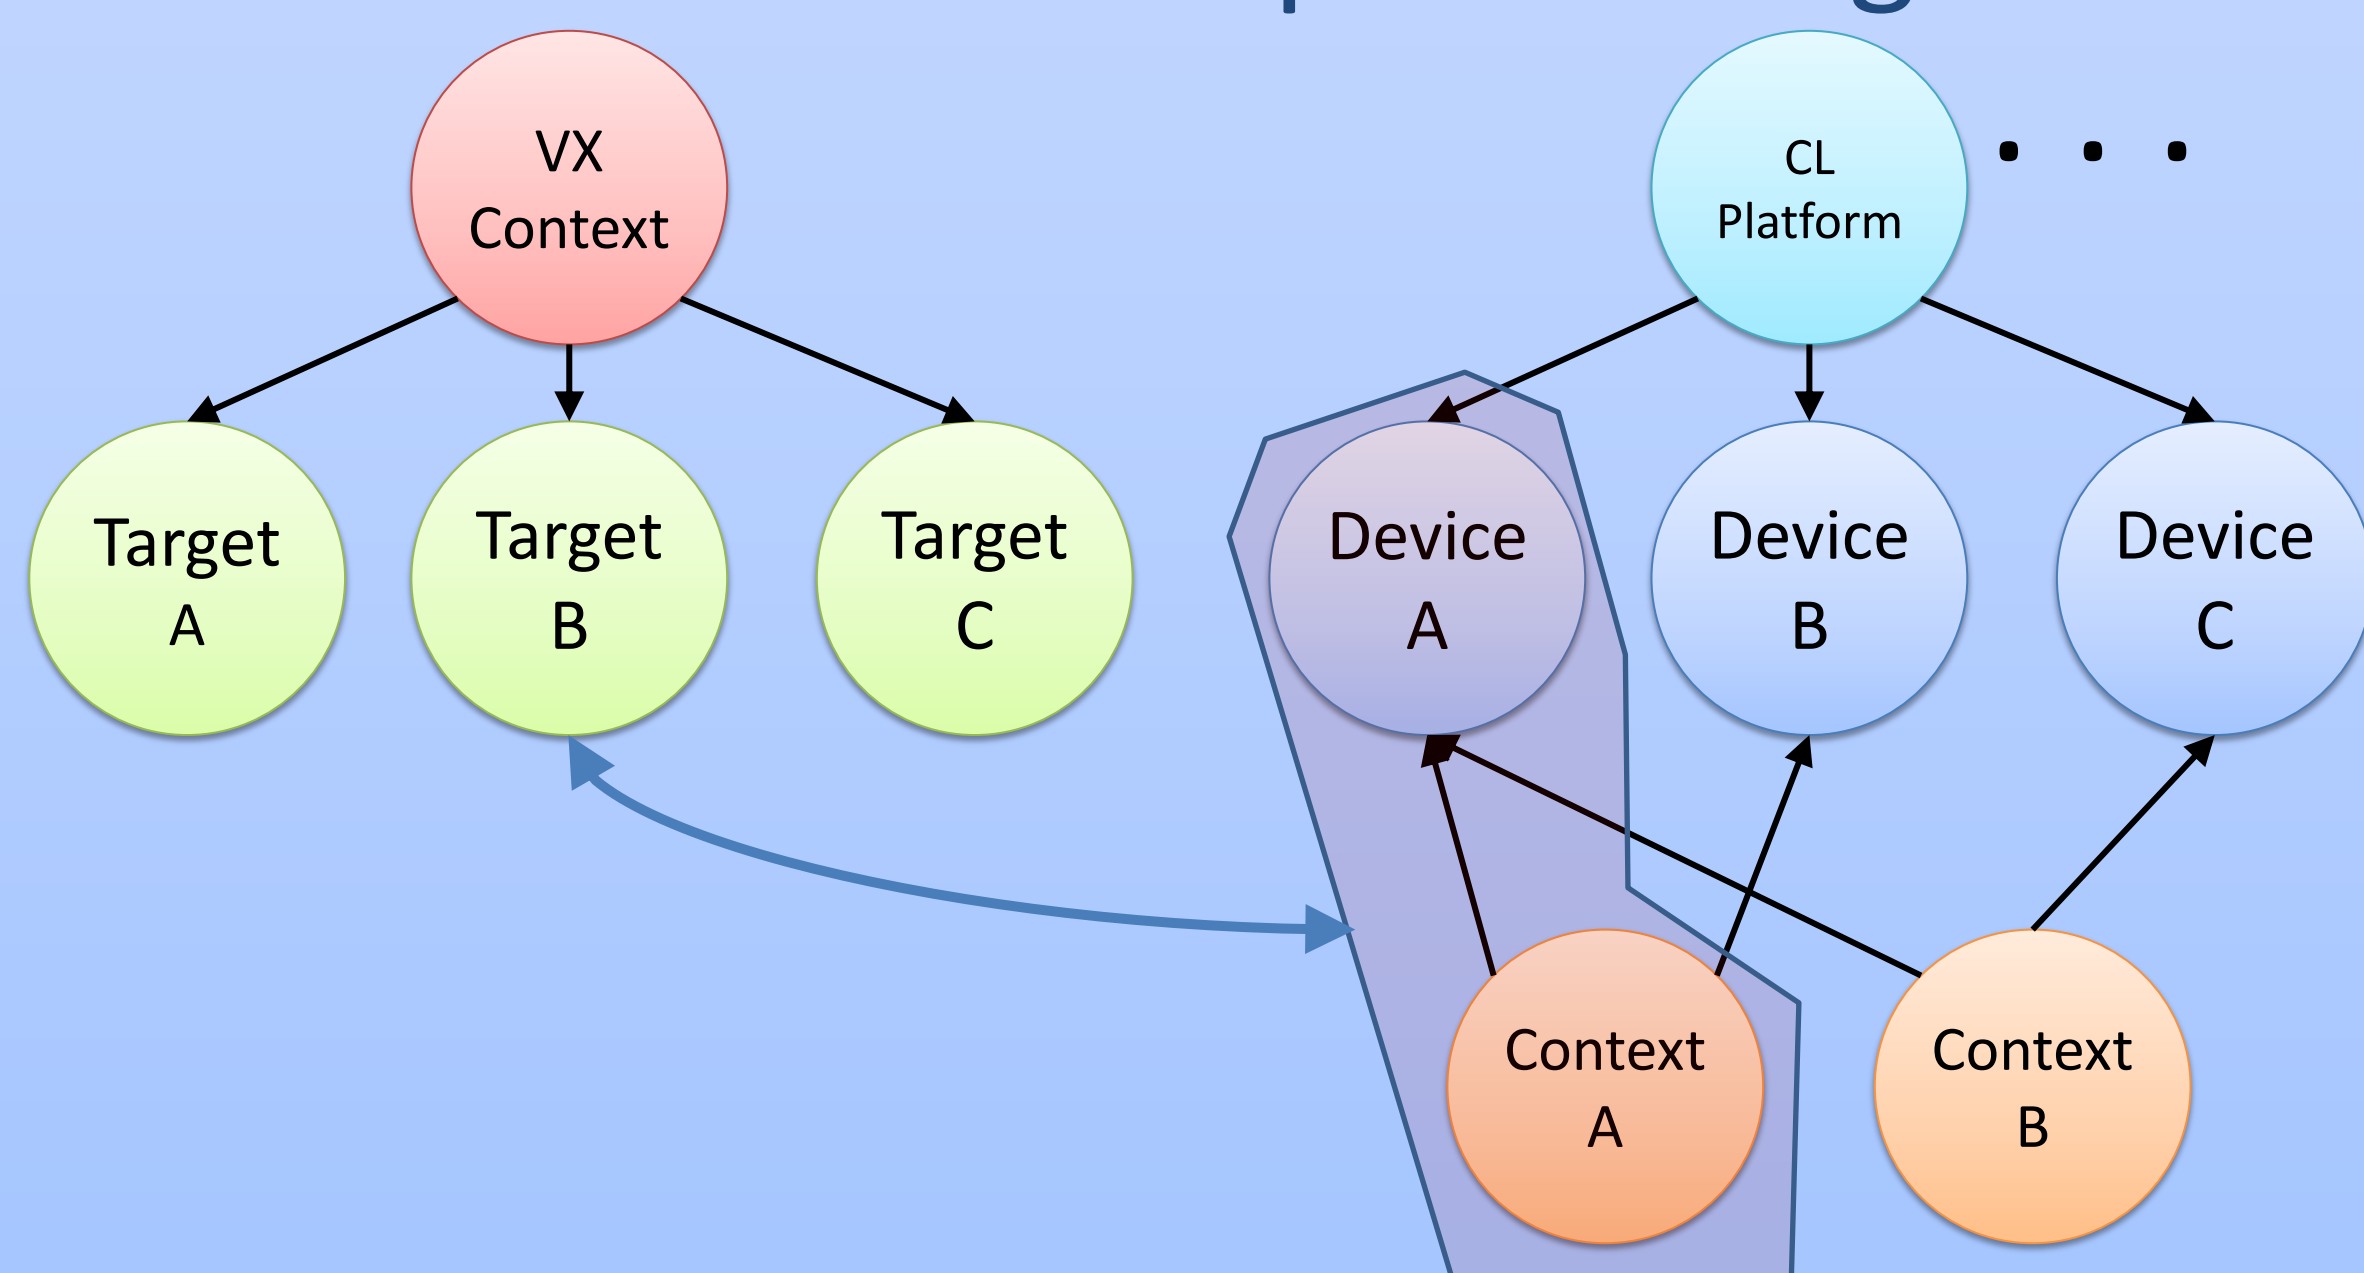 VX
Context
CL
Platform
. . .
Target
A
Target
B
Target
C
Device
A
Device
B
Device
C
Context
A
Context
B